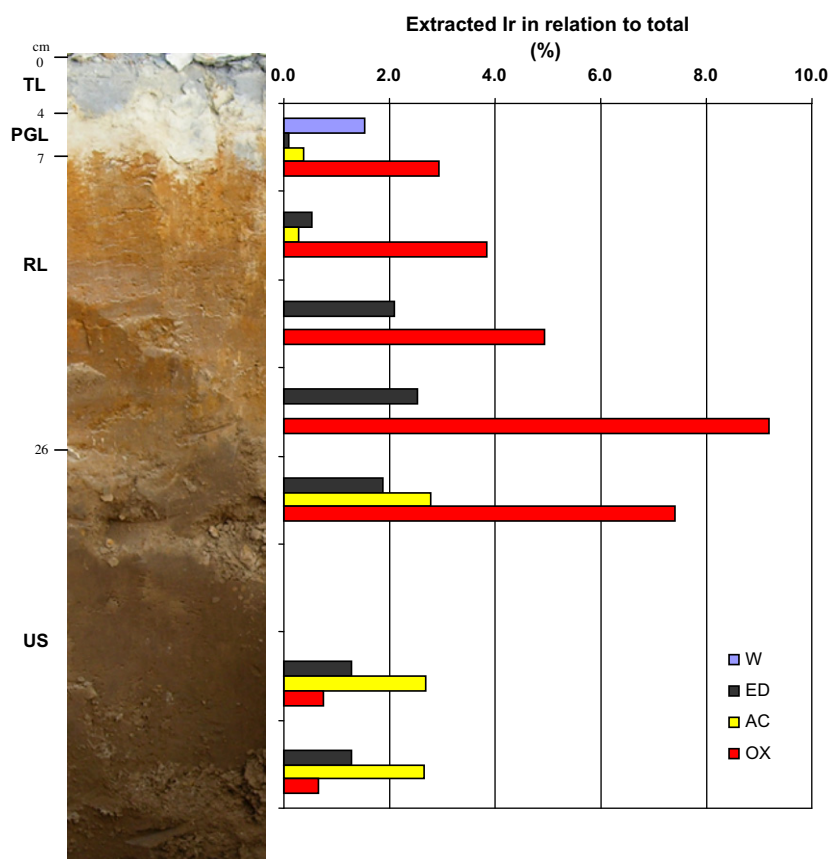 Extracted Ir in relation to total
(%)
0.0 2.0 4.0 6.0 8.0 10.0
cm
0
TL
4
PGL
7
RL
26
US
W
ED
AC
OX